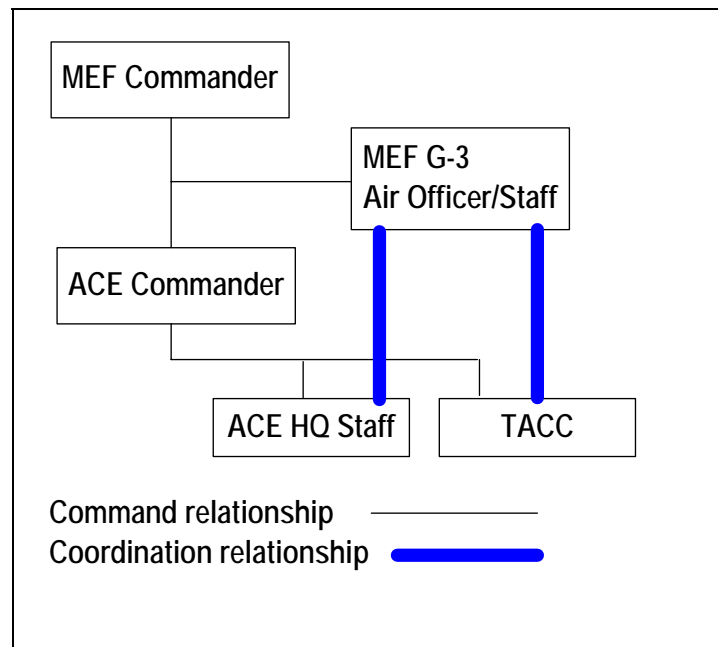 MEF Commander
MEF G-3
Air Officer/Staff
ACE Commander
ACE HQ Staff
TACC
Command relationship
Coordination relationship